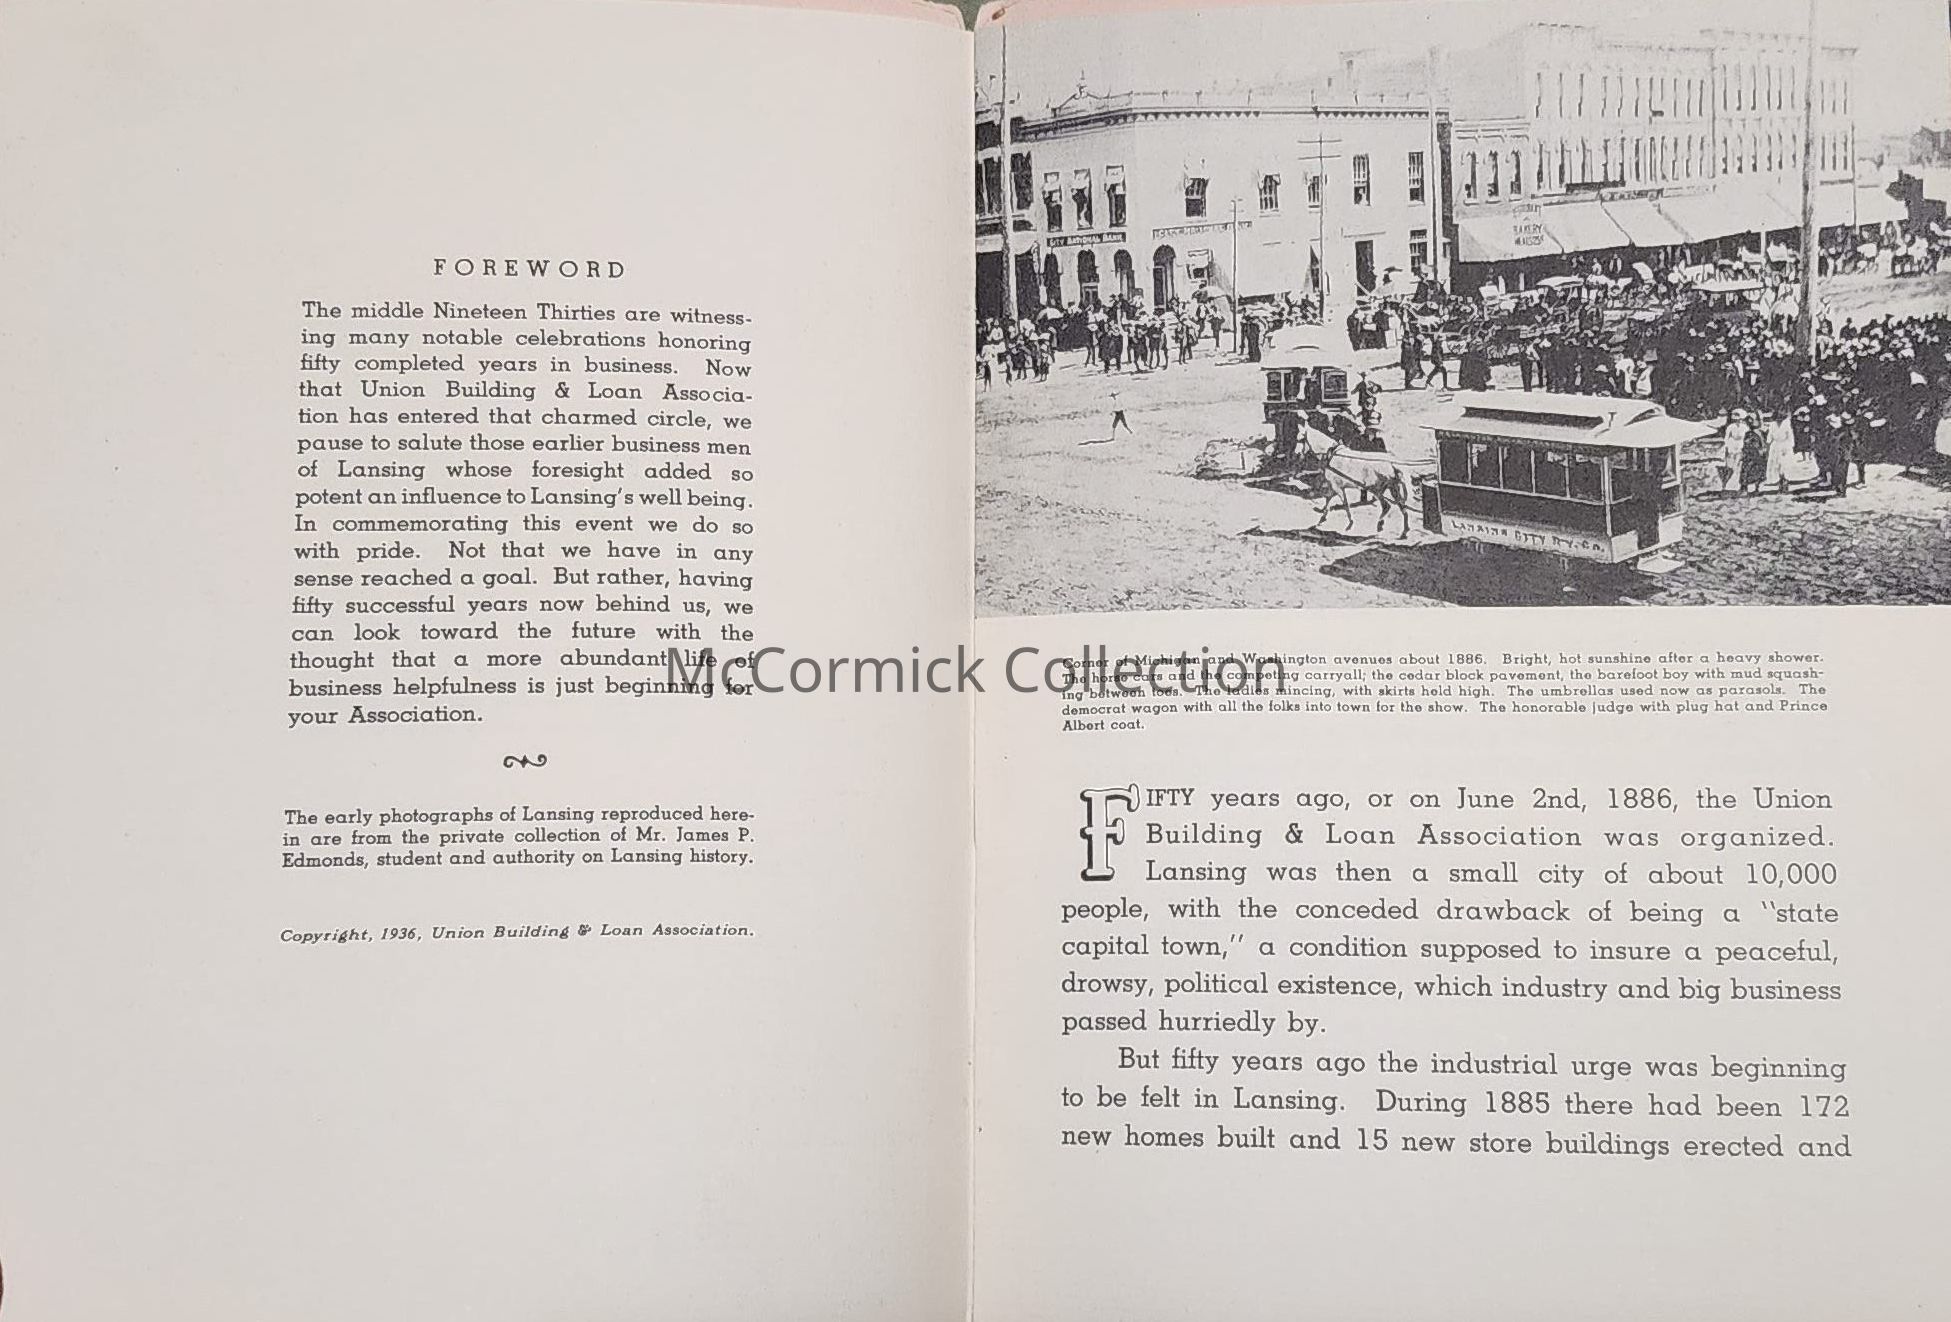 FOREWORD
The middle Nineteen Thirties are witness-
ing many notable celebrations honoring
fifty completed years in business. Now
that Union Building & Loan Associa-
tion has entered that charmed circle, we
pause to salute those earlier business men
of Lansing whose foresight added so
potent an influence to Lansing's well being.
In commemorating this event we do so
with pride. Not that we have in any
sense reached a goal. But rather, having
fifty successful years now behind us, we
can look toward the future with the
thought that a more abundant life of
business helpfulness is just beginning for
your Association.
The early photographs of Lansing reproduced here-
in are from the private collection of Mr. James P.
Edmonds, student and authority on Lansing history.
Copyright, 1936, Union Building & Loan Association.
McCormick Collection
CITY NATIONAL BANK
BAKERY
LANSING CITY RY. CO.
Corner of Michigan and Washington avenues about 1886. Bright, hot sunshine after a heavy shower.
The horse cars and the competing carryall; the cedar block pavement, the barefoot boy with mud squash-
ing between toes. The ladies mincing, with skirts held high. The umbrellas used now as parasols. The
democrat wagon with all the folks into town for the show. The honorable judge with plug hat and Prince
Albert coat.
FIFTY years ago, or on June 2nd, 1886, the Union
Building & Loan Association was organized.
Lansing was then a small city of about 10,000
people, with the conceded drawback of being a "state
capital town," a condition supposed to insure a peaceful,
drowsy, political existence, which industry and big business
passed hurriedly by.
But fifty years ago the industrial urge was beginning
to be felt in Lansing. During 1885 there had been 172
new homes built and 15 new store buildings erected and